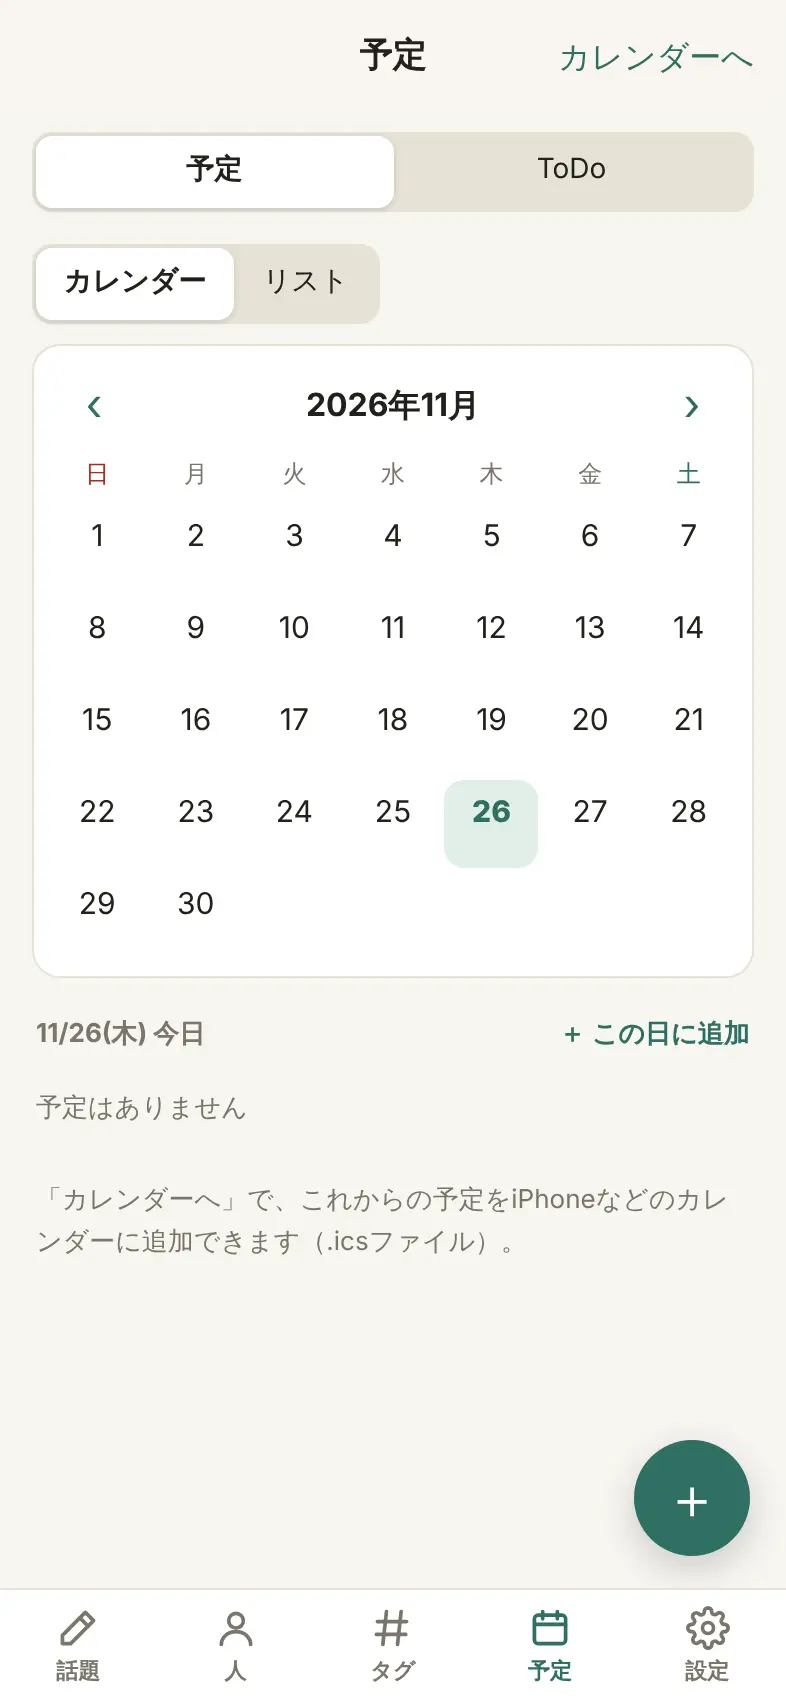 予定
カレンダーへ
予定
ToDo
カレンダー
リスト
‹ 2026年11月 ›
日 月 火 水 木 金 土
1 2 3 4 5 6 7
8 9 10 11 12 13 14
15 16 17 18 19 20 21
22 23 24 25 26 27 28
29 30
11/26(木) 今日
+ この日に追加
予定はありません
「カレンダーへ」で、これからの予定をiPhoneなどのカレ
ンダーに追加できます（.icsファイル）。
+
話題
人
タグ
予定
設定